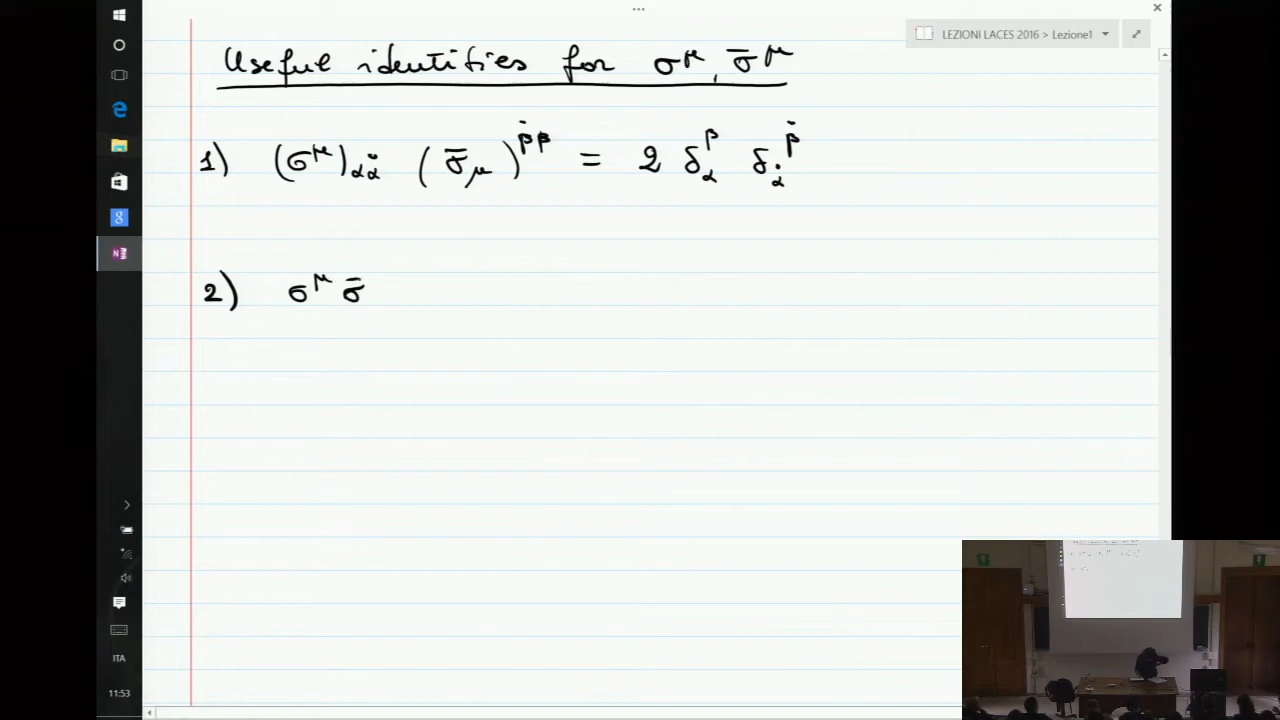 LEZIONI LACES 2016 > Lezione1
Useful identities for σ^μ, σ̄^μ
1) (σ^μ)_{αα̇} (σ̄_μ)^{β̇β} = 2 δ_α^β δ_α̇^β̇
2) σ^μ σ̄
ITA
11:53